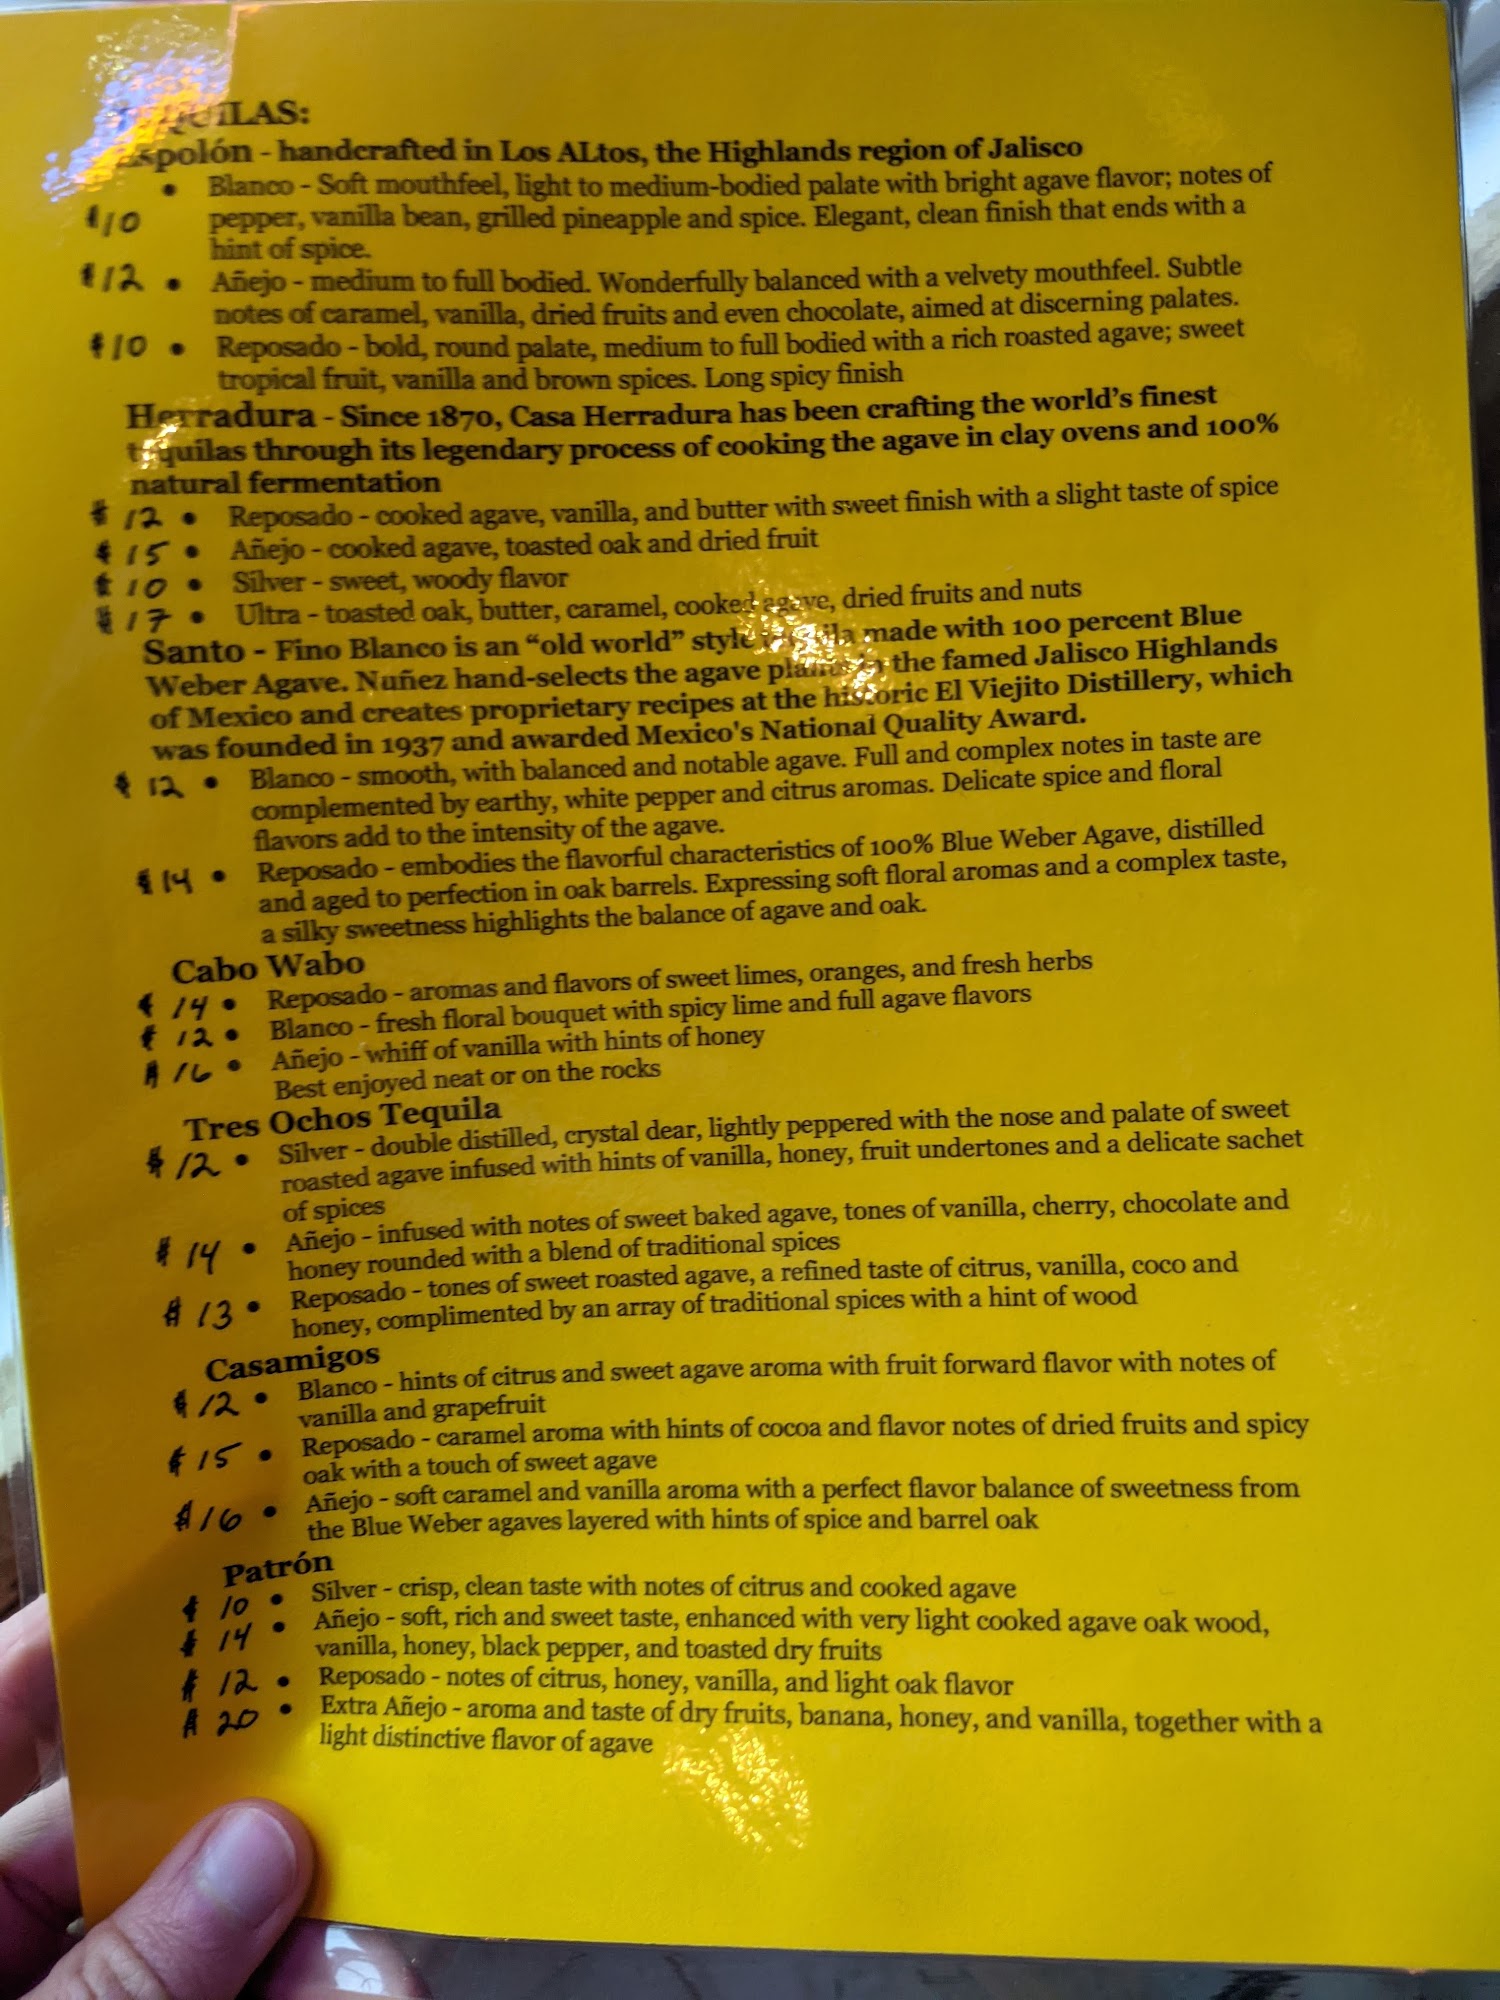 QUILAS:
spolón - handcrafted in Los ALtos, the Highlands region of Jalisco
• Blanco - Soft mouthfeel, light to medium-bodied palate with bright agave flavor; notes of
$10 pepper, vanilla bean, grilled pineapple and spice. Elegant, clean finish that ends with a
hint of spice.
$12 • Añejo - medium to full bodied. Wonderfully balanced with a velvety mouthfeel. Subtle
notes of caramel, vanilla, dried fruits and even chocolate, aimed at discerning palates.
$10 • Reposado - bold, round palate, medium to full bodied with a rich roasted agave; sweet
tropical fruit, vanilla and brown spices. Long spicy finish
Herradura - Since 1870, Casa Herradura has been crafting the world's finest
tequilas through its legendary process of cooking the agave in clay ovens and 100%
natural fermentation
$12 • Reposado - cooked agave, vanilla, and butter with sweet finish with a slight taste of spice
$15 • Añejo - cooked agave, toasted oak and dried fruit
$10 • Silver - sweet, woody flavor
$17 • Ultra - toasted oak, butter, caramel, cooked agave, dried fruits and nuts
Santo - Fino Blanco is an "old world" style tequila made with 100 percent Blue
Weber Agave. Nuñez hand-selects the agave plants in the famed Jalisco Highlands
of Mexico and creates proprietary recipes at the historic El Viejito Distillery, which
was founded in 1937 and awarded Mexico's National Quality Award.
$12 • Blanco - smooth, with balanced and notable agave. Full and complex notes in taste are
complemented by earthy, white pepper and citrus aromas. Delicate spice and floral
flavors add to the intensity of the agave.
$14 • Reposado - embodies the flavorful characteristics of 100% Blue Weber Agave, distilled
and aged to perfection in oak barrels. Expressing soft floral aromas and a complex taste,
a silky sweetness highlights the balance of agave and oak.
Cabo Wabo
$14 • Reposado - aromas and flavors of sweet limes, oranges, and fresh herbs
$12 • Blanco - fresh floral bouquet with spicy lime and full agave flavors
$16 • Añejo - whiff of vanilla with hints of honey
Best enjoyed neat or on the rocks
Tres Ochos Tequila
$12 • Silver - double distilled, crystal dear, lightly peppered with the nose and palate of sweet
roasted agave infused with hints of vanilla, honey, fruit undertones and a delicate sachet
of spices
$14 • Añejo - infused with notes of sweet baked agave, tones of vanilla, cherry, chocolate and
honey rounded with a blend of traditional spices
$13 • Reposado - tones of sweet roasted agave, a refined taste of citrus, vanilla, coco and
honey, complimented by an array of traditional spices with a hint of wood
Casamigos
$12 • Blanco - hints of citrus and sweet agave aroma with fruit forward flavor with notes of
vanilla and grapefruit
$15 • Reposado - caramel aroma with hints of cocoa and flavor notes of dried fruits and spicy
oak with a touch of sweet agave
$16 • Añejo - soft caramel and vanilla aroma with a perfect flavor balance of sweetness from
the Blue Weber agaves layered with hints of spice and barrel oak
Patrón
$10 • Silver - crisp, clean taste with notes of citrus and cooked agave
$14 • Añejo - soft, rich and sweet taste, enhanced with very light cooked agave oak wood,
vanilla, honey, black pepper, and toasted dry fruits
$12 • Reposado - notes of citrus, honey, vanilla, and light oak flavor
$20 • Extra Añejo - aroma and taste of dry fruits, banana, honey, and vanilla, together with a
light distinctive flavor of agave